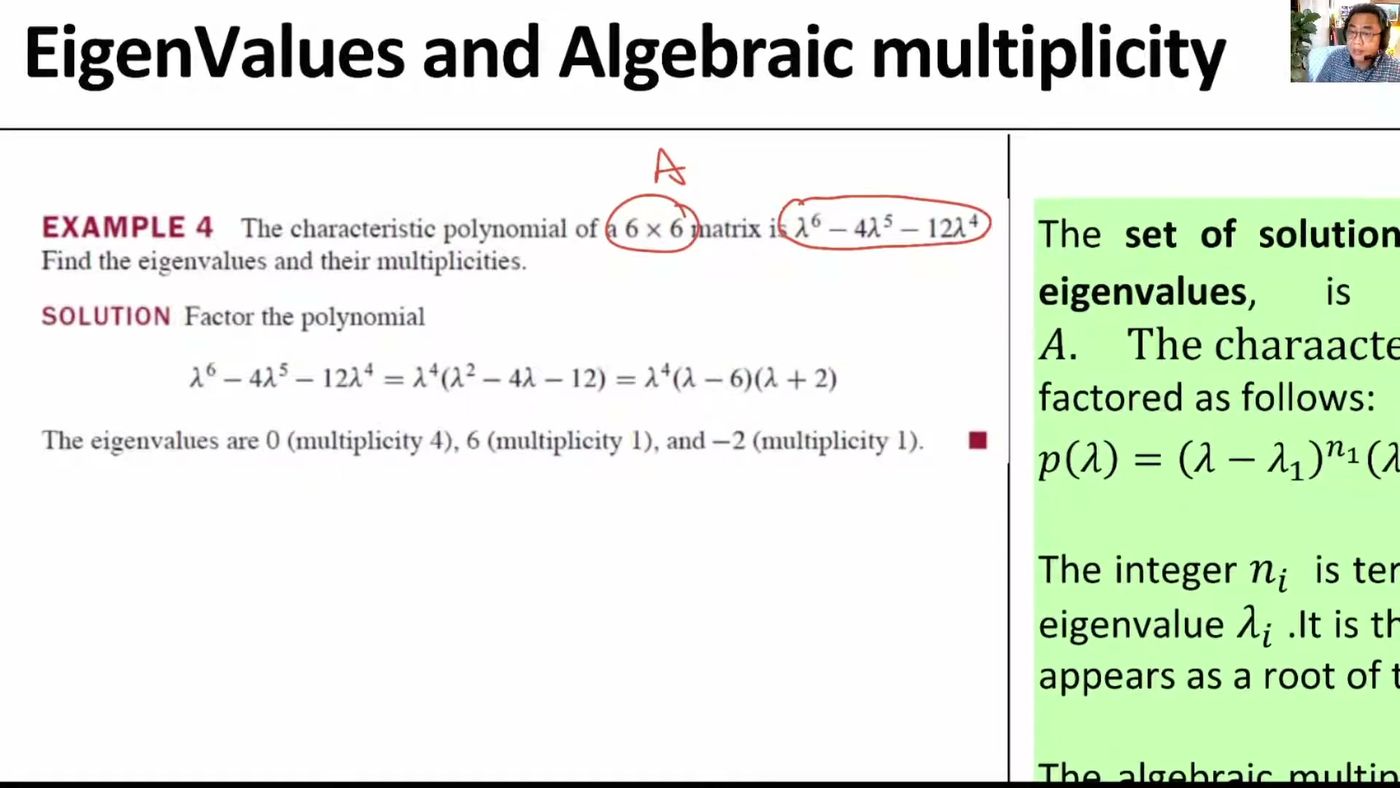 EigenValues and Algebraic multiplicity
A
EXAMPLE 4 The characteristic polynomial of a 6 × 6 matrix is λ⁶ − 4λ⁵ − 12λ⁴
Find the eigenvalues and their multiplicities.
SOLUTION Factor the polynomial
λ⁶ − 4λ⁵ − 12λ⁴ = λ⁴(λ² − 4λ − 12) = λ⁴(λ − 6)(λ + 2)
The eigenvalues are 0 (multiplicity 4), 6 (multiplicity 1), and −2 (multiplicity 1).
The set of solution
eigenvalues, is
A. The charaacte
factored as follows:
p(λ) = (λ − λ₁)ⁿ¹(λ
The integer nᵢ is ter
eigenvalue λᵢ .It is th
appears as a root of t
The algebraic multip